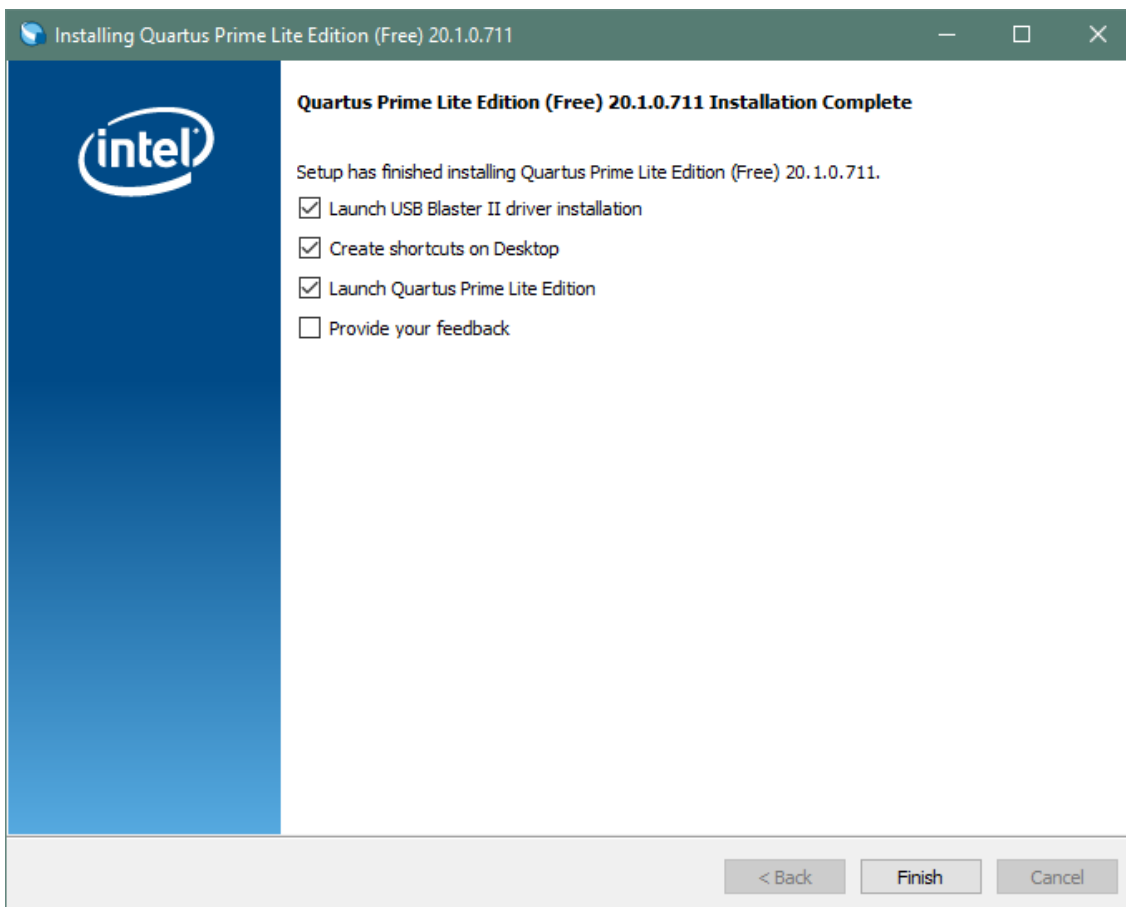 Installing Quartus Prime Lite Edition (Free) 20.1.0.711
intel
Quartus Prime Lite Edition (Free) 20.1.0.711 Installation Complete
Setup has finished installing Quartus Prime Lite Edition (Free) 20.1.0.711.
Launch USB Blaster II driver installation
Create shortcuts on Desktop
Launch Quartus Prime Lite Edition
Provide your feedback
< Back Finish Cancel